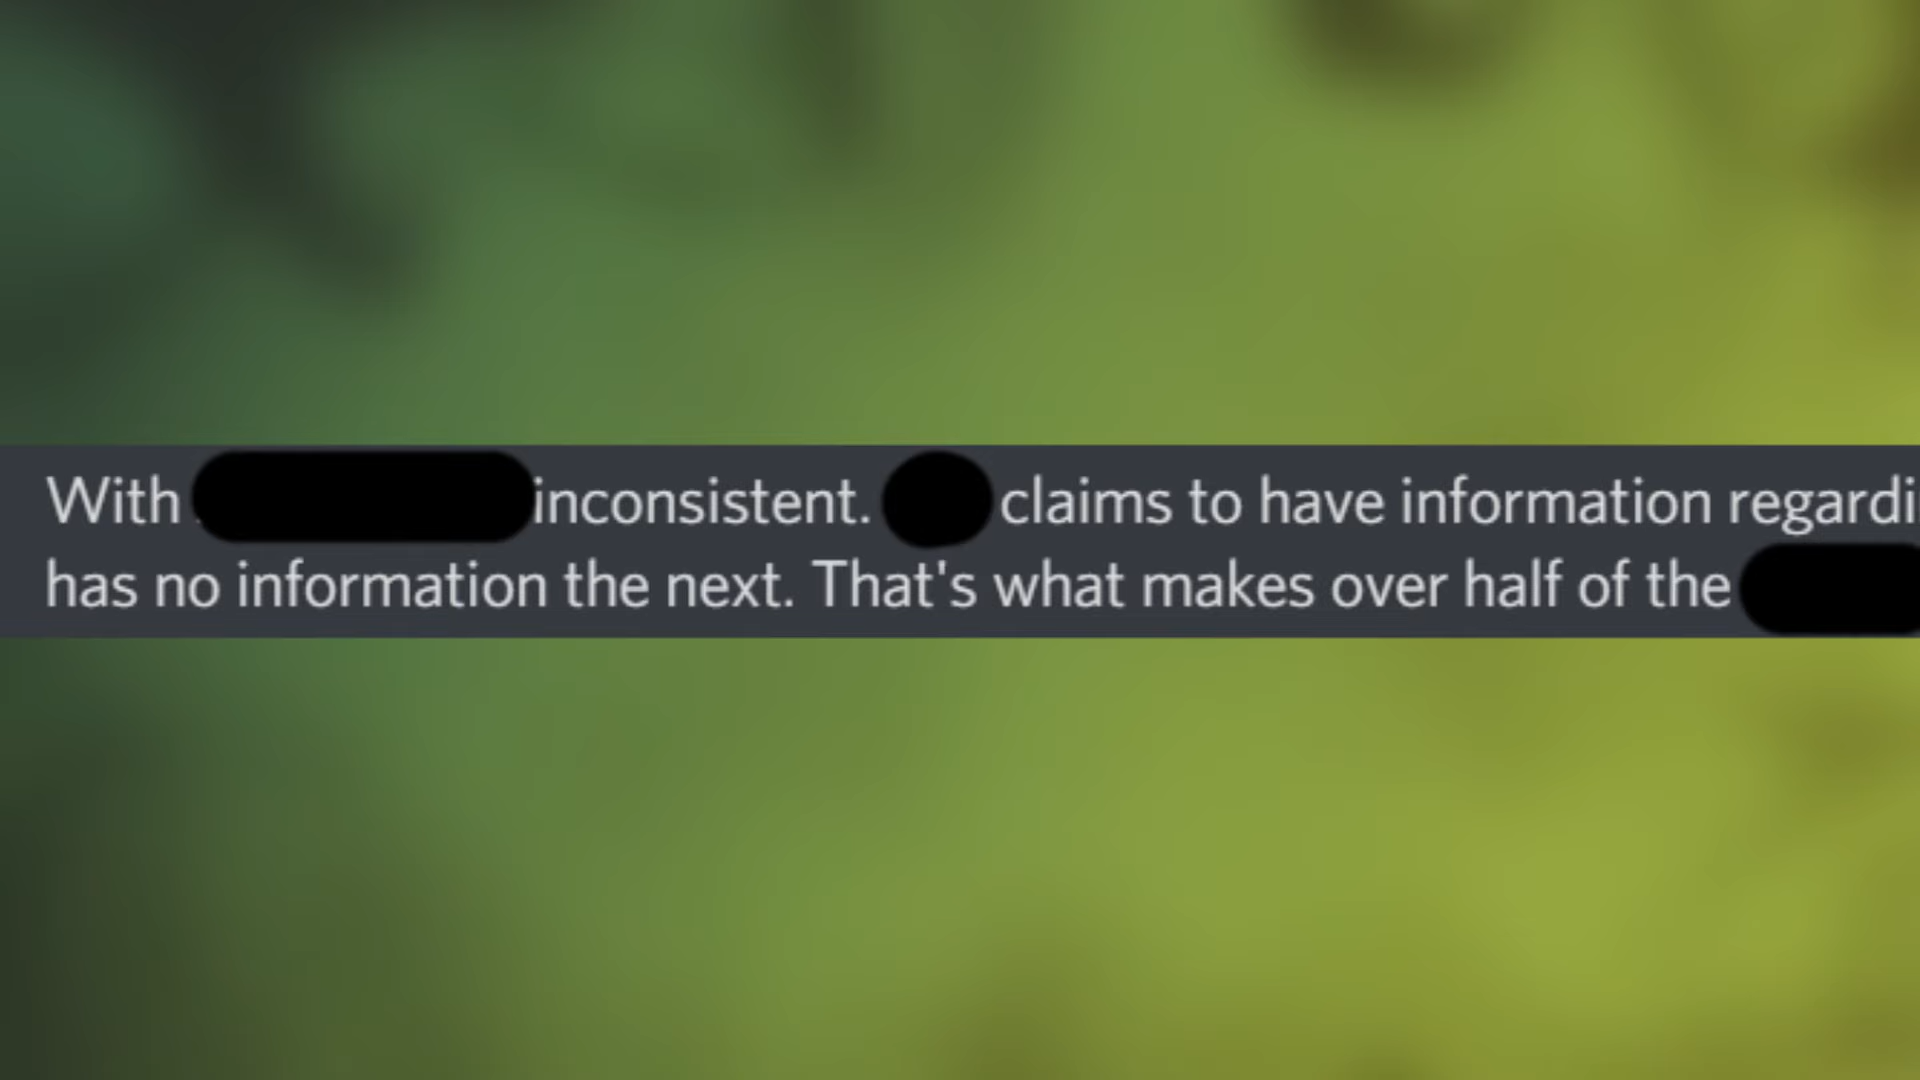 With inconsistent. claims to have information regardi
has no information the next. That's what makes over half of the